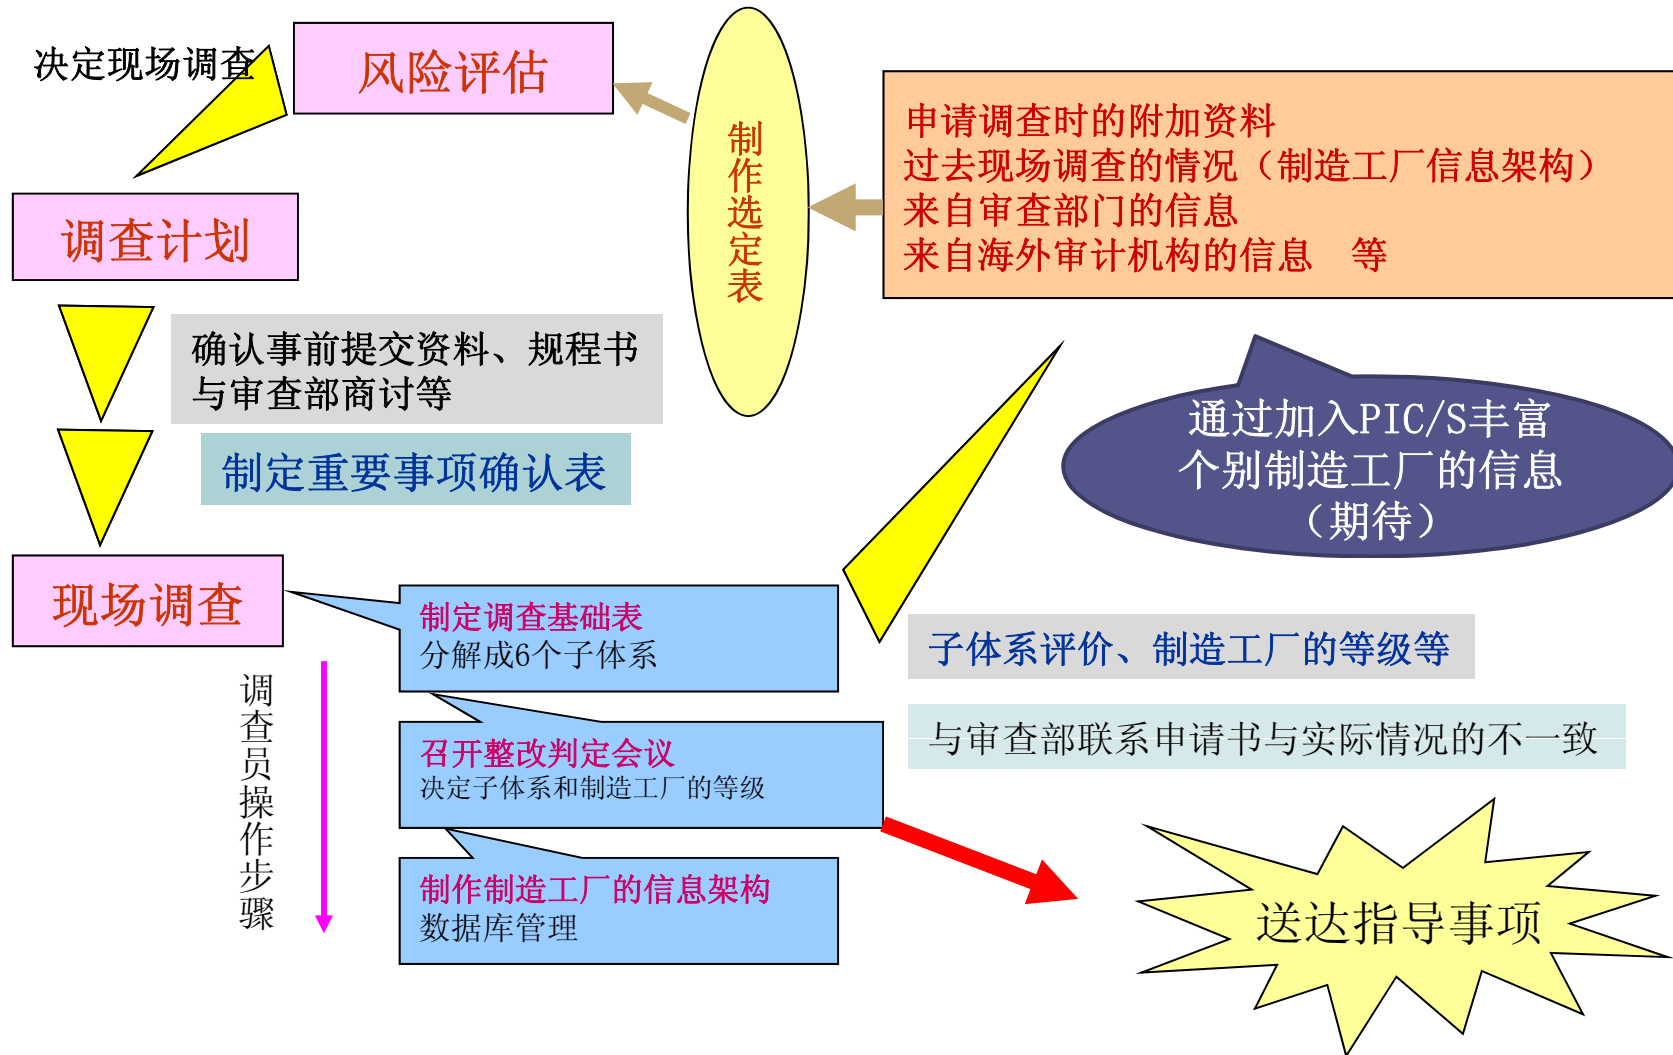 决定现场调查
风险评估
制作选定表
申请调查时的附加资料
过去现场调查的情况（制造工厂信息架构）
来自审查部门的信息
来自海外审计机构的信息　等
调查计划
确认事前提交资料、规程书
与审查部商讨等
制定重要事项确认表
通过加入PIC/S丰富
个别制造工厂的信息
（期待）
现场调查
制定调查基础表
分解成6个子体系
子体系评价、制造工厂的等级等
调查员操作步骤
召开整改判定会议
决定子体系和制造工厂的等级
与审查部联系申请书与实际情况的不一致
制作制造工厂的信息架构
数据库管理
送达指导事项